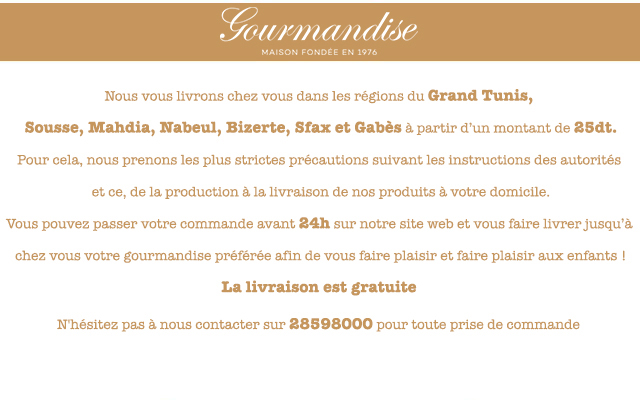 Gourmandise
MAISON FONDÉE EN 1976
Nous vous livrons chez vous dans les régions du Grand Tunis,
Sousse, Mahdia, Nabeul, Bizerte, Sfax et Gabès à partir d'un montant de 25dt.
Pour cela, nous prenons les plus strictes précautions suivant les instructions des autorités
et ce, de la production à la livraison de nos produits à votre domicile.
Vous pouvez passer votre commande avant 24h sur notre site web et vous faire livrer jusqu'à
chez vous votre gourmandise préférée afin de vous faire plaisir et faire plaisir aux enfants !
La livraison est gratuite
N'hésitez pas à nous contacter sur 28598000 pour toute prise de commande